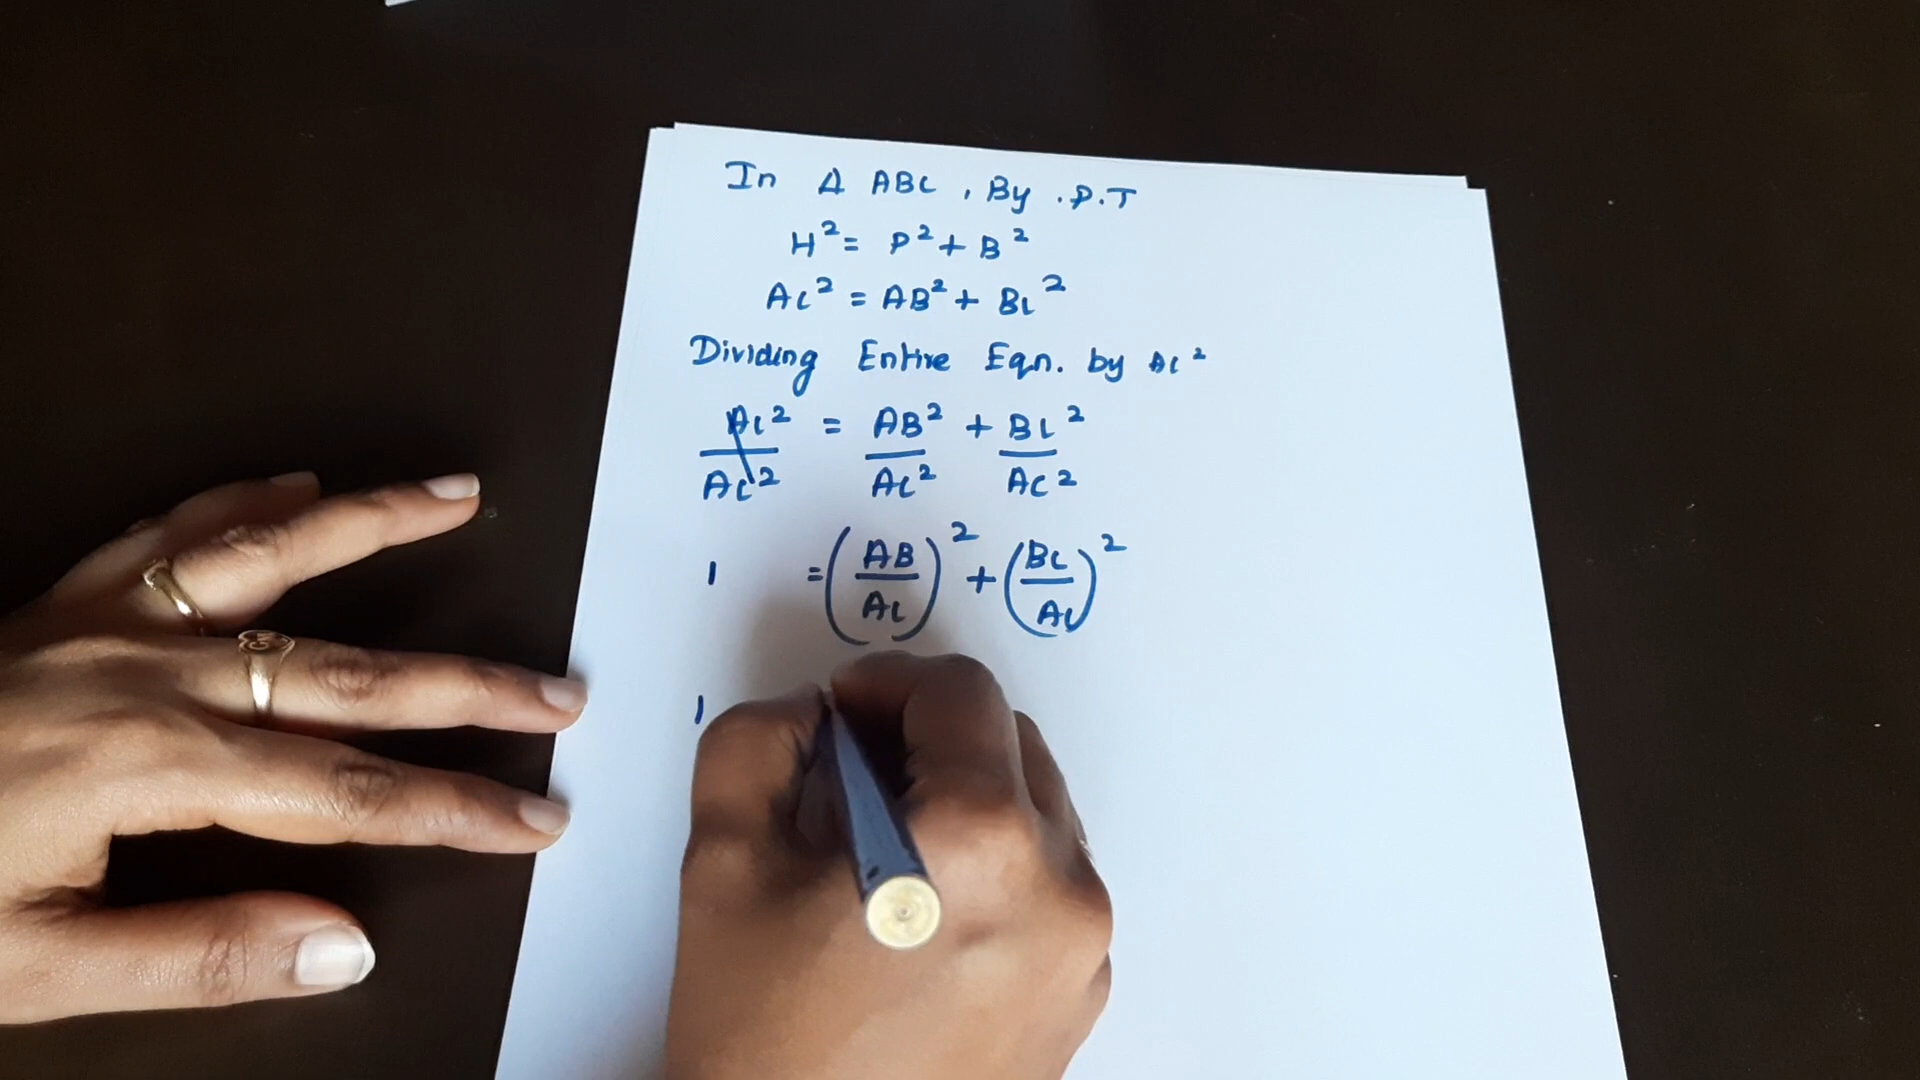 In Δ ABC , By .P.T
H² = P² + B²
AC² = AB² + BC²
Dividing Entire Eqn. by AC²
AC²/AC² = AB²/AC² + BC²/AC²
1 = (AB/AC)² + (BC/AC)²
1